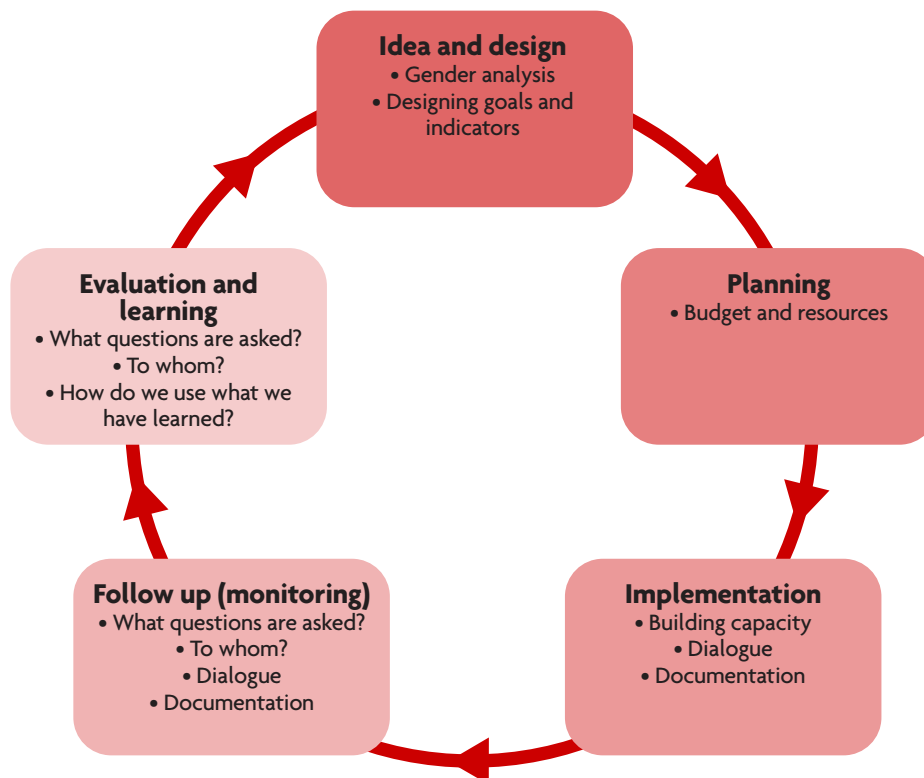 Idea and design
• Gender analysis
• Designing goals and
indicators
Planning
• Budget and resources
Implementation
• Building capacity
• Dialogue
• Documentation
Follow up (monitoring)
• What questions are asked?
• To whom?
• Dialogue
• Documentation
Evaluation and
learning
• What questions are asked?
• To whom?
• How do we use what we
have learned?